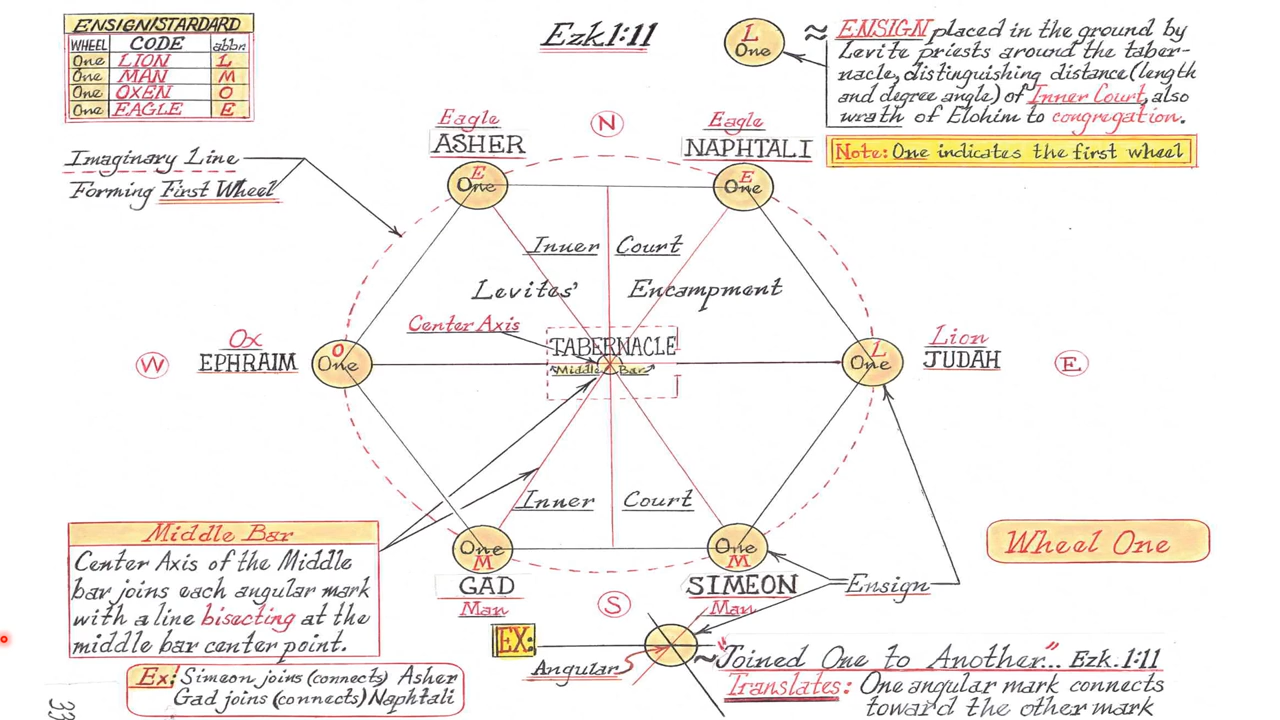 ENSIGN/STARDARD
WHEEL CODE abbn
One LION L
One MAN M
One OXEN O
One EAGLE E
Ezk1:11
L
One
≈ ENSIGN placed in the ground by
Levite priests around the taber-
nacle, distinguishing distance (length
and degree angle) of Inner Court, also
wrath of Elohim to congregation.
Note: One indicates the first wheel
Imaginary Line
Forming First Wheel
Eagle
ASHER
N
Eagle
NAPHTALI
E
One
E
One
Inner Court
Levites' Encampment
Center Axis
TABERNACLE
Middle Bar
W
Ox
EPHRAIM
O
One
L
One
Lion
JUDAH
E
Inner Court
One
M
GAD
Man
S
One
M
SIMEON
Man
Ensign
Wheel One
Middle Bar
Center Axis of the Middle
bar joins each angular mark
with a line bisecting at the
middle bar center point.
Ex: Simeon joins (connects) Asher
Gad joins (connects) Naphtali
EX:
Angular
~"Joined One to Another"... Ezk.1:11
Translates: One angular mark connects
toward the other mark
33